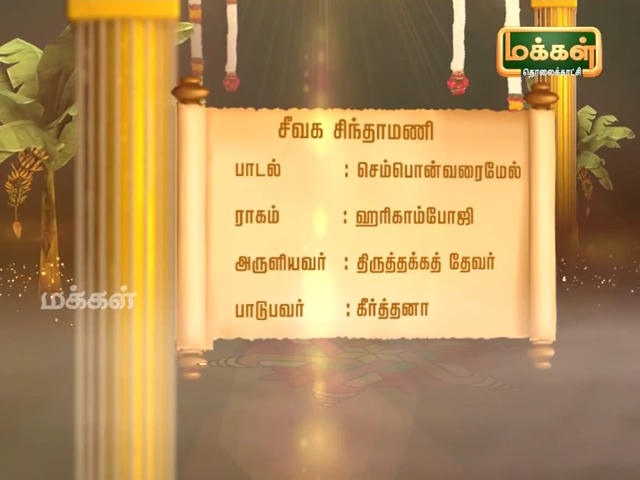 மக்கள்
தொலைக்காட்சி
சீவக சிந்தாமணி
பாடல் : செம்பொன்வரைமேல்
ராகம் : ஹரிகாம்போஜி
அருளியவர் : திருத்தக்கத் தேவர்
பாடுபவர் : கீர்த்தனா
மக்கள்